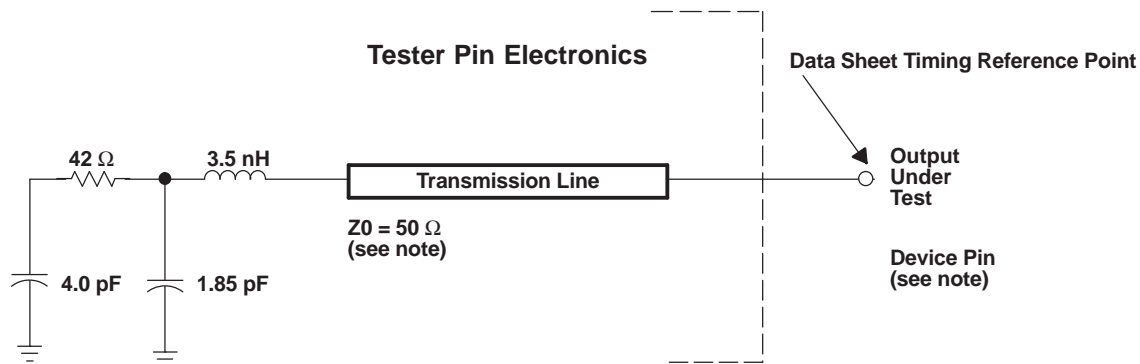 Tester Pin Electronics
Data Sheet Timing Reference Point
42 Ω
3.5 nH
Transmission Line
Output
Under
Test
Z0 = 50 Ω
(see note)
Device Pin
(see note)
4.0 pF
1.85 pF